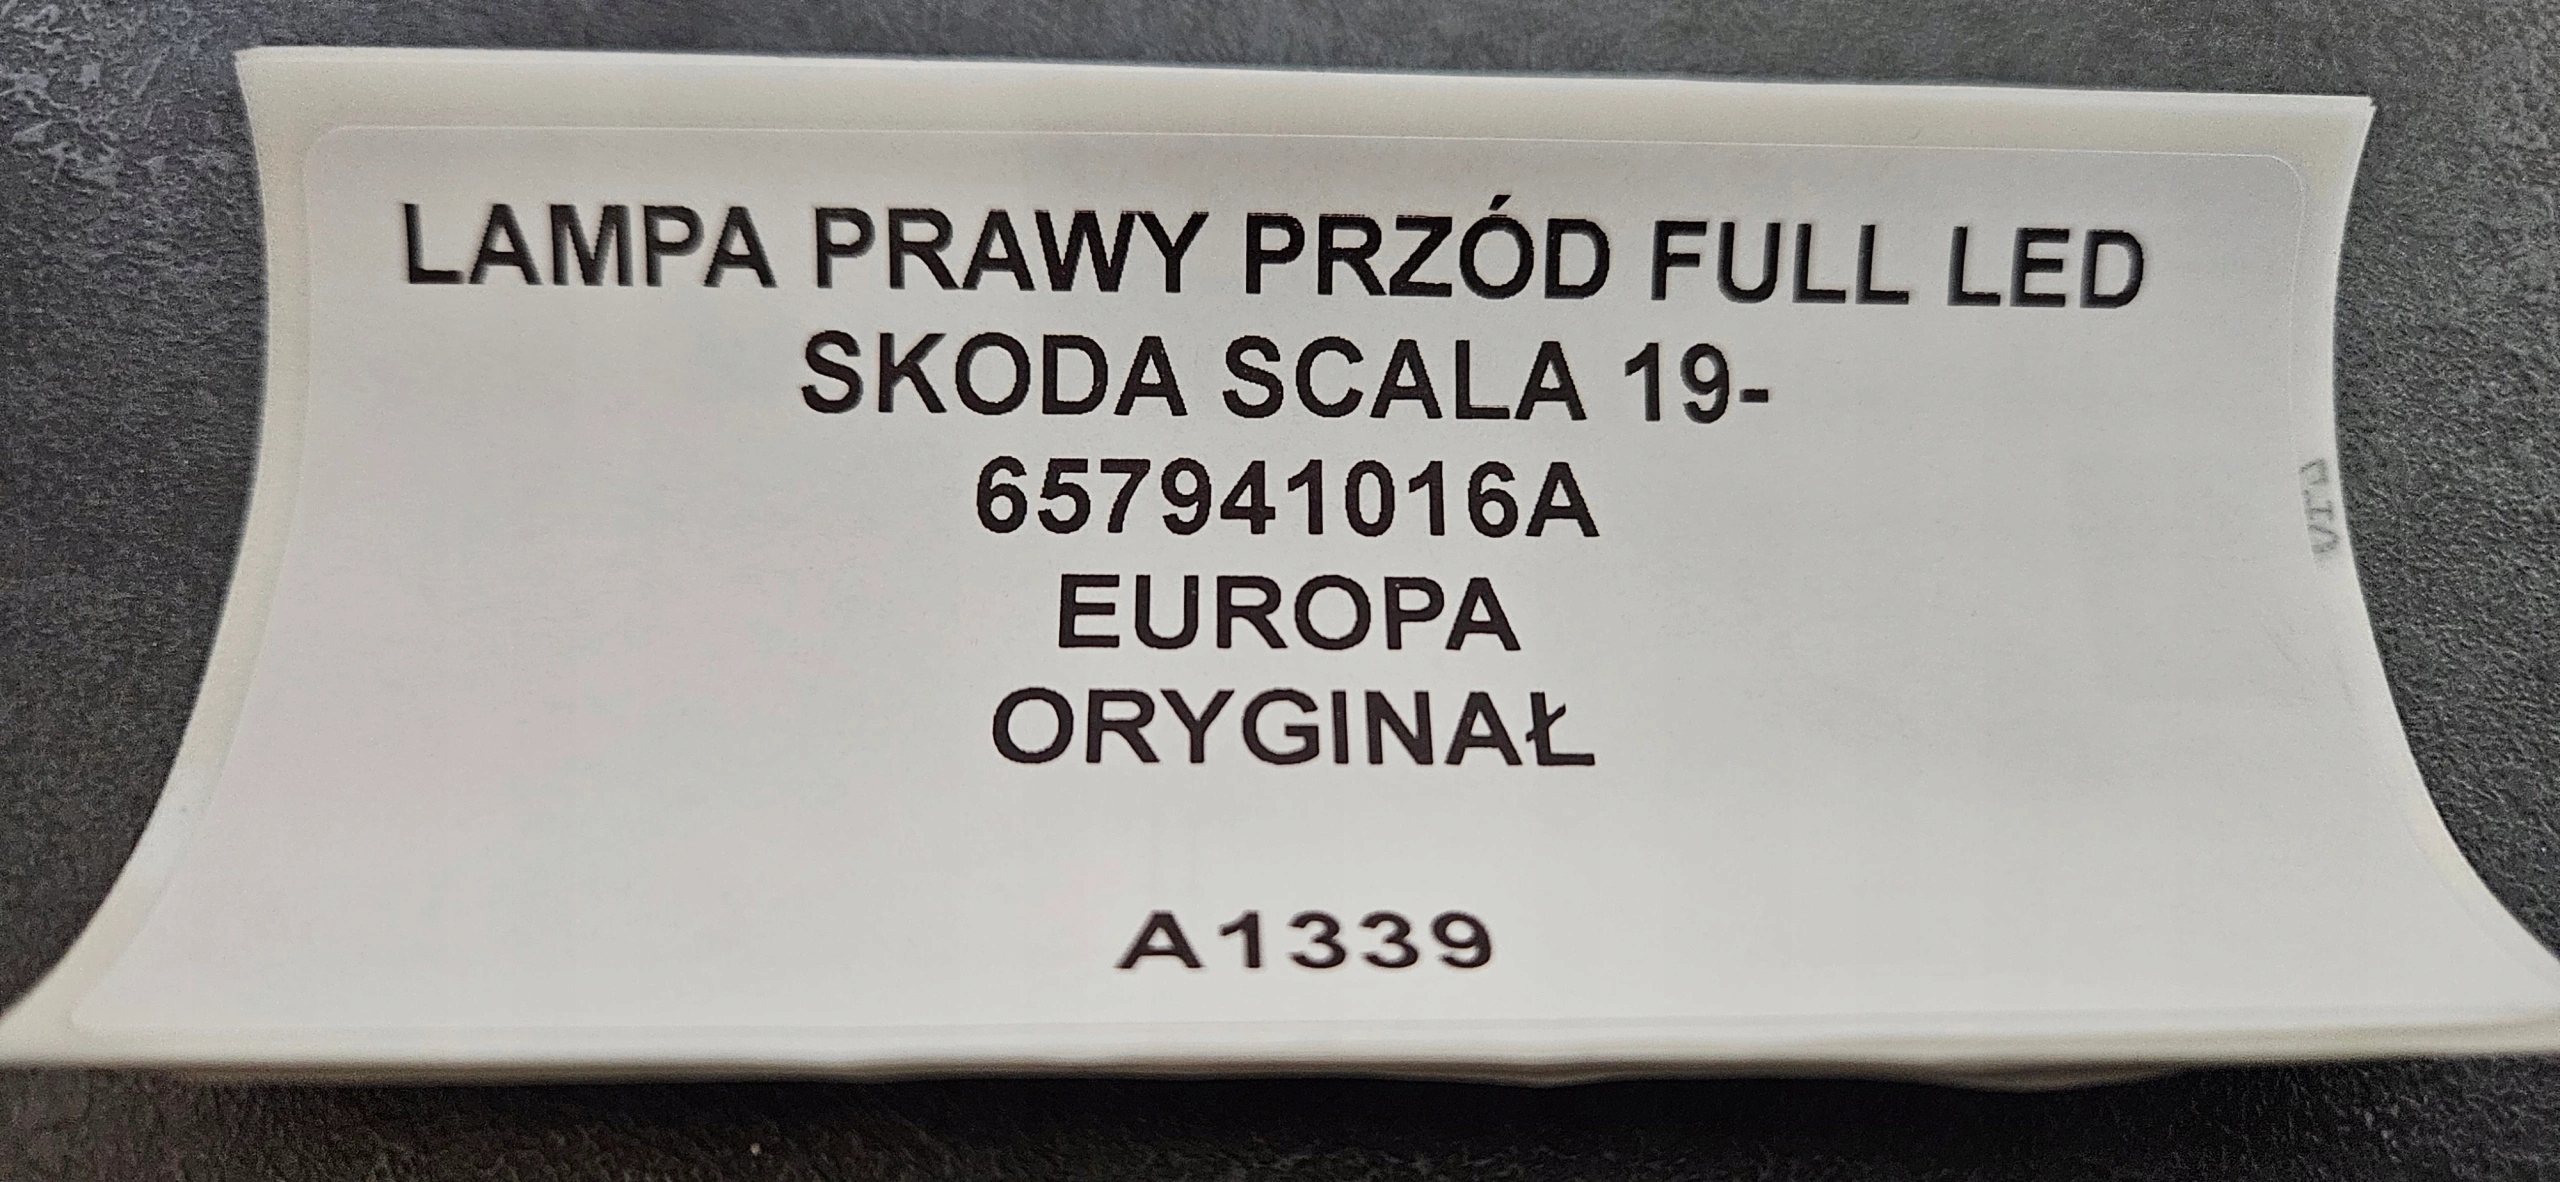 LAMPA PRAWY PRZÓD FULL LED
SKODA SCALA 19-
657941016A
EUROPA
ORYGINAŁ
A1339